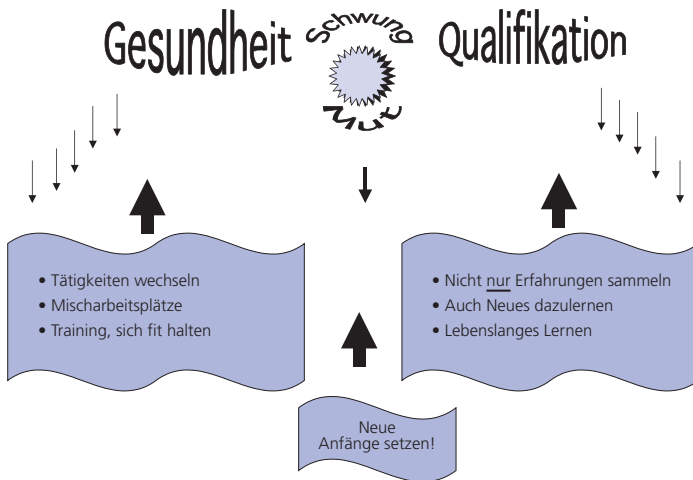 Gesundheit
Schwung
Mut
Qualifikation
• Tätigkeiten wechseln
• Mischarbeitsplätze
• Training, sich fit halten
• Nicht nur Erfahrungen sammeln
• Auch Neues dazulernen
• Lebenslanges Lernen
Neue
Anfänge setzen!